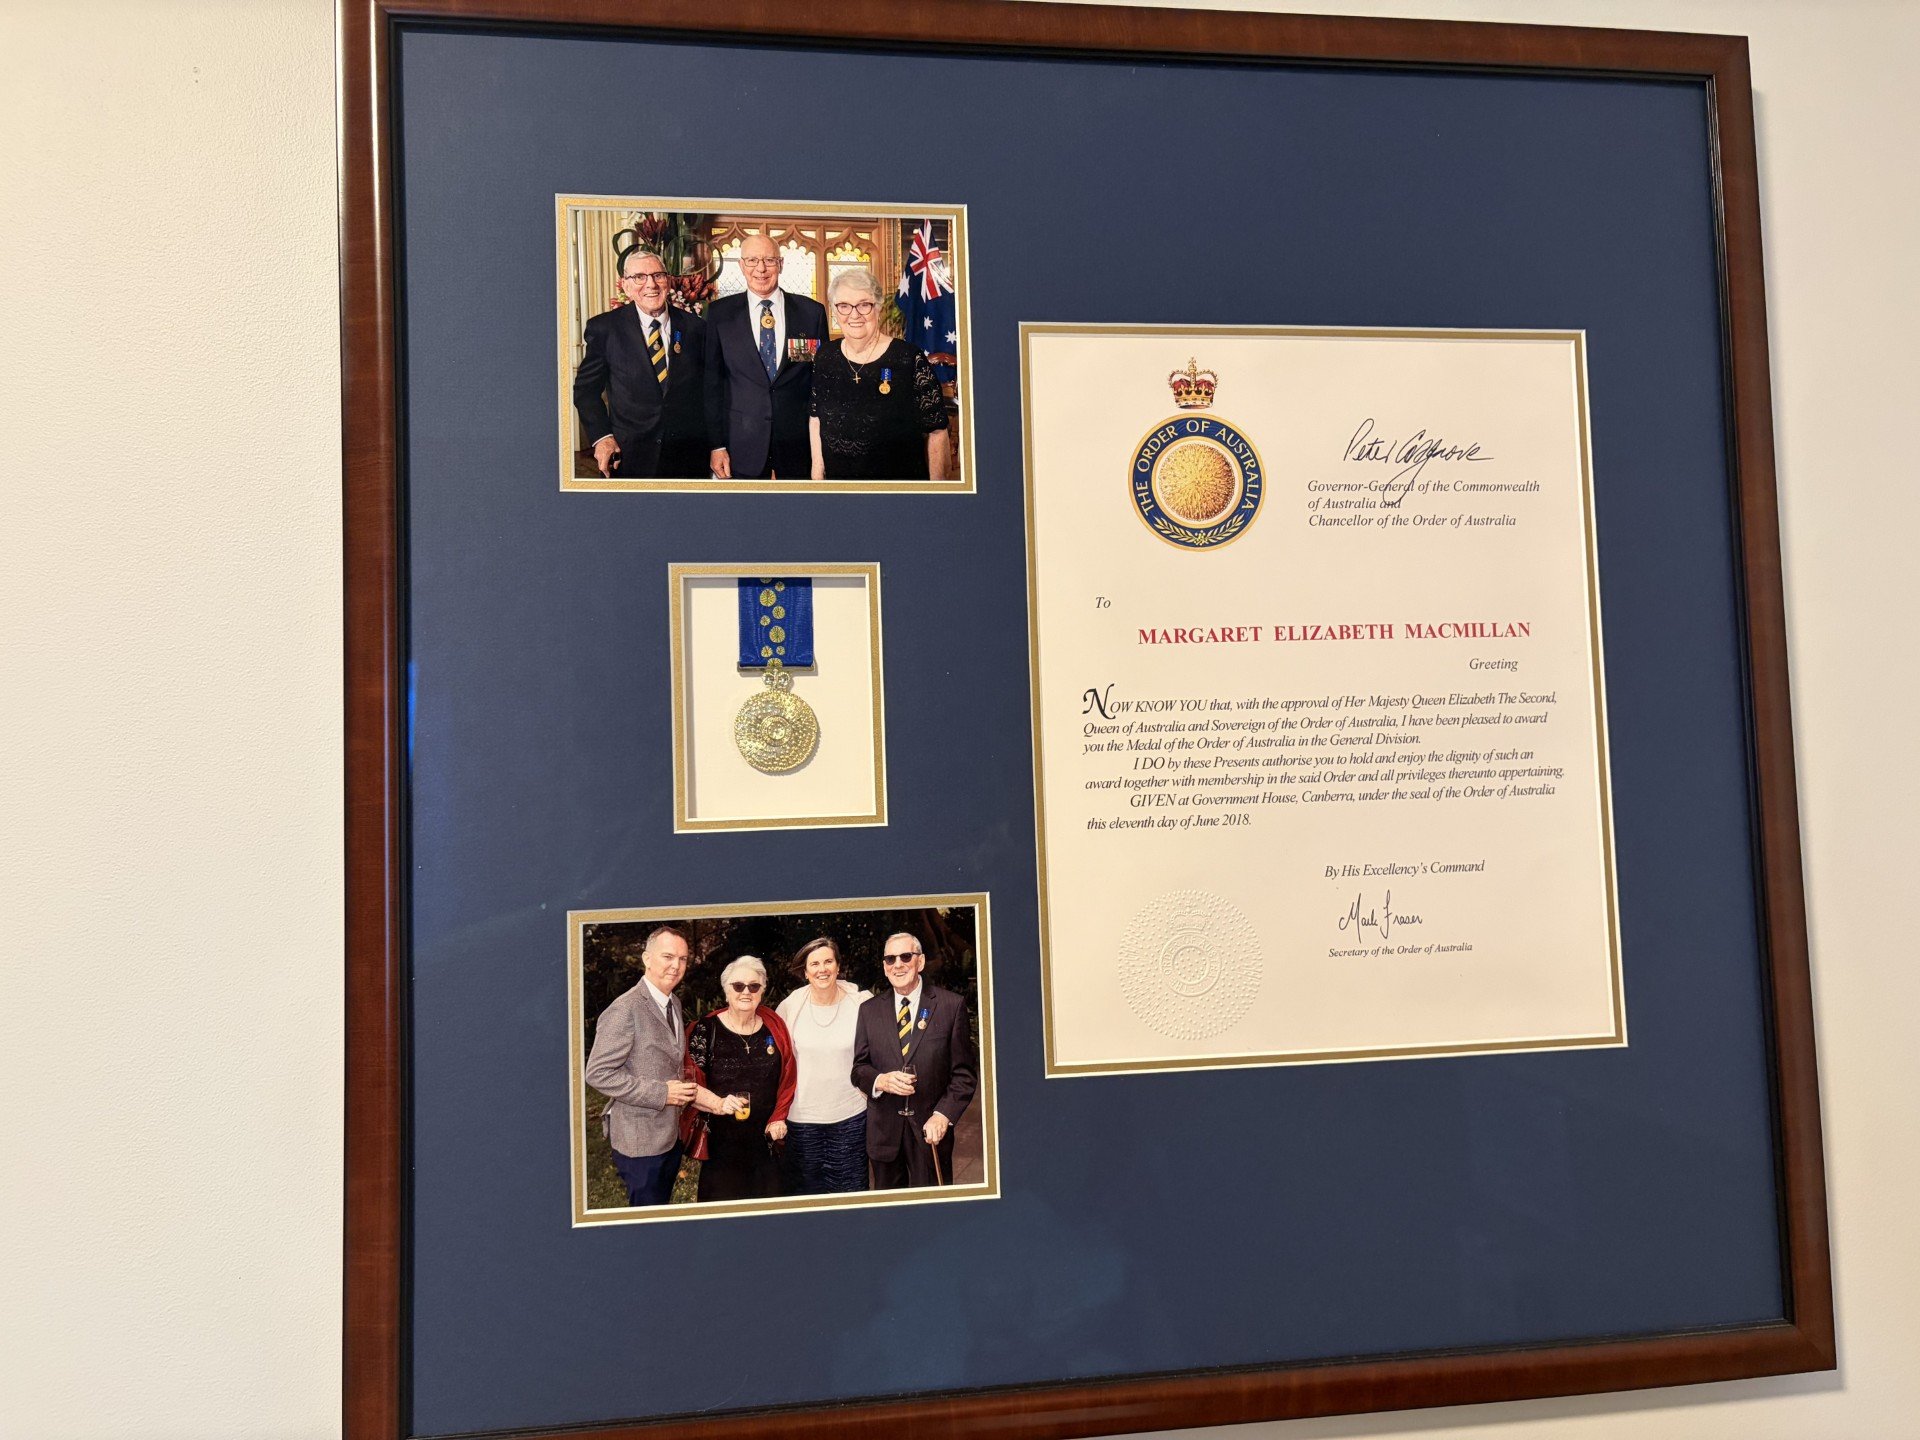 THE ORDER OF AUSTRALIA
Peter Cosgrove
Governor-General of the Commonwealth
of Australia and
Chancellor of the Order of Australia
To
MARGARET ELIZABETH MACMILLAN
Greeting
NOW KNOW YOU that, with the approval of Her Majesty Queen Elizabeth The Second,
Queen of Australia and Sovereign of the Order of Australia, I have been pleased to award
you the Medal of the Order of Australia in the General Division.
I DO by these Presents authorise you to hold and enjoy the dignity of such an
award together with membership in the said Order and all privileges thereunto appertaining.
GIVEN at Government House, Canberra, under the seal of the Order of Australia
this eleventh day of June 2018.
By His Excellency's Command
Mark Fraser
Secretary of the Order of Australia